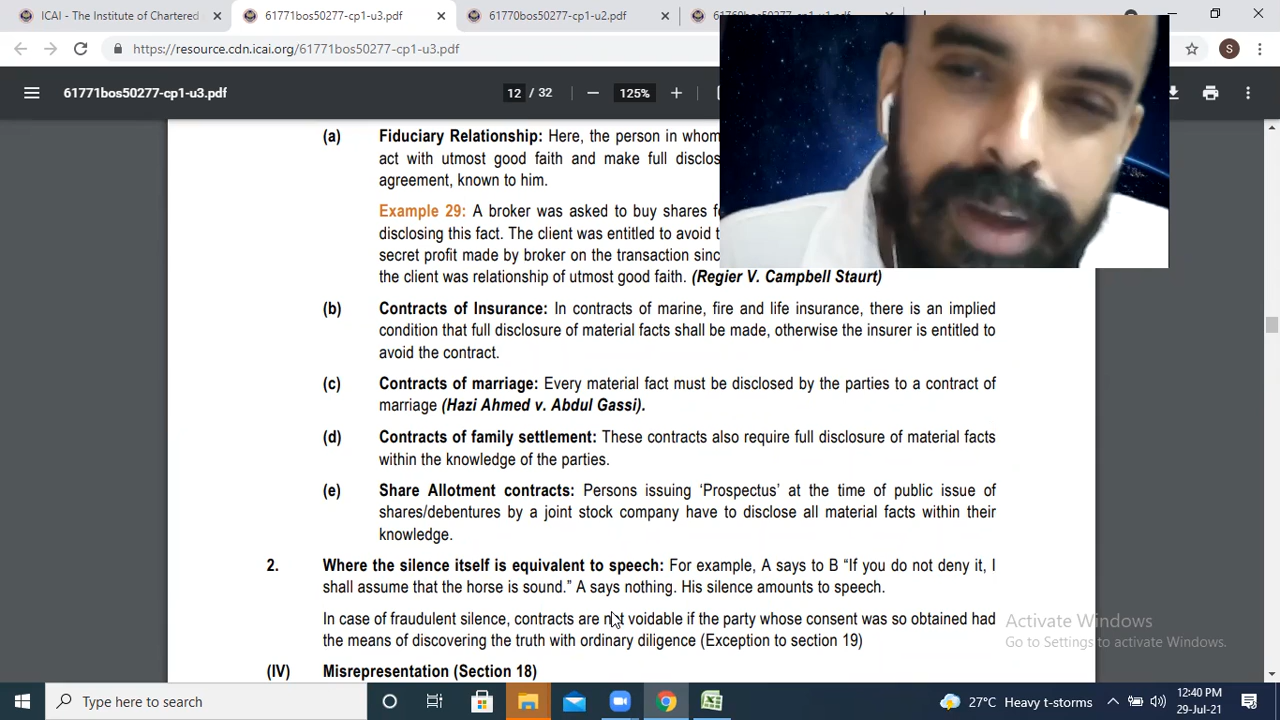 ICAI - The Institute of Chartered
61771bos50277-cp1-u3.pdf
61770bos50277-cp1-u2.pdf
https://resource.cdn.icai.org/61771bos50277-cp1-u3.pdf
S
61771bos50277-cp1-u3.pdf
12 / 32
125%
(a) Fiduciary Relationship: Here, the person in whom
act with utmost good faith and make full disclos
agreement, known to him.
Example 29: A broker was asked to buy shares f
disclosing this fact. The client was entitled to avoid t
secret profit made by broker on the transaction sinc
the client was relationship of utmost good faith. (Regier V. Campbell Staurt)
(b) Contracts of Insurance: In contracts of marine, fire and life insurance, there is an implied
condition that full disclosure of material facts shall be made, otherwise the insurer is entitled to
avoid the contract.
(c) Contracts of marriage: Every material fact must be disclosed by the parties to a contract of
marriage (Hazi Ahmed v. Abdul Gassi).
(d) Contracts of family settlement: These contracts also require full disclosure of material facts
within the knowledge of the parties.
(e) Share Allotment contracts: Persons issuing ‘Prospectus’ at the time of public issue of
shares/debentures by a joint stock company have to disclose all material facts within their
knowledge.
2. Where the silence itself is equivalent to speech: For example, A says to B “If you do not deny it, I
shall assume that the horse is sound.” A says nothing. His silence amounts to speech.
In case of fraudulent silence, contracts are not voidable if the party whose consent was so obtained had
the means of discovering the truth with ordinary diligence (Exception to section 19)
(IV) Misrepresentation (Section 18)
Activate Windows
Go to Settings to activate Windows.
Type here to search
27°C Heavy t-storms
12:40 PM
29-Jul-21